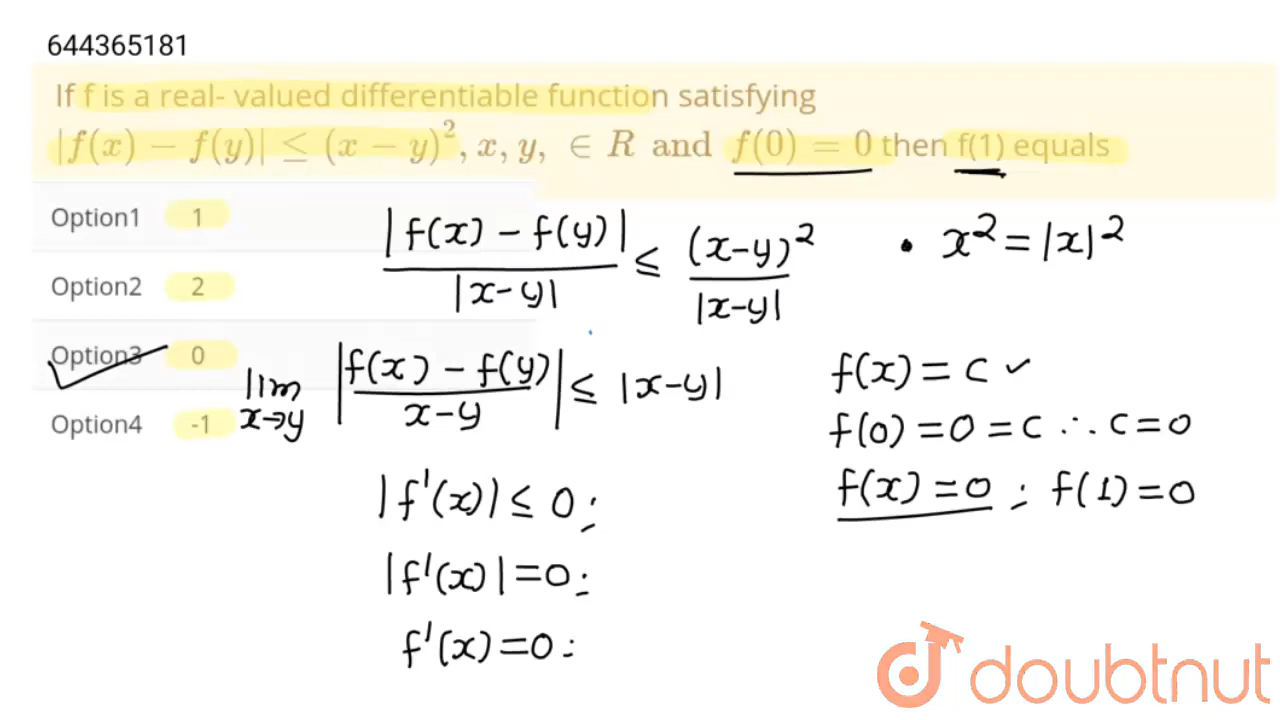 644365181
If f is a real- valued differentiable function satisfying
|f(x) − f(y)| ≤ (x − y)², x, y, ∈ R and f(0) = 0 then f(1) equals
Option1 1
Option2 2
Option3 0
Option4 -1
|f(x) − f(y)| / |x−y| ≤ (x−y)² / |x−y|
• x² = |x|²
lim x→y |f(x) − f(y) / x−y| ≤ |x−y|
|f'(x)| ≤ 0 :
|f'(x)| = 0 :
f'(x) = 0 :
f(x) = c ✓
f(0) = 0 = c ∴ c = 0
f(x) = 0 : f(1) = 0
doubtnut